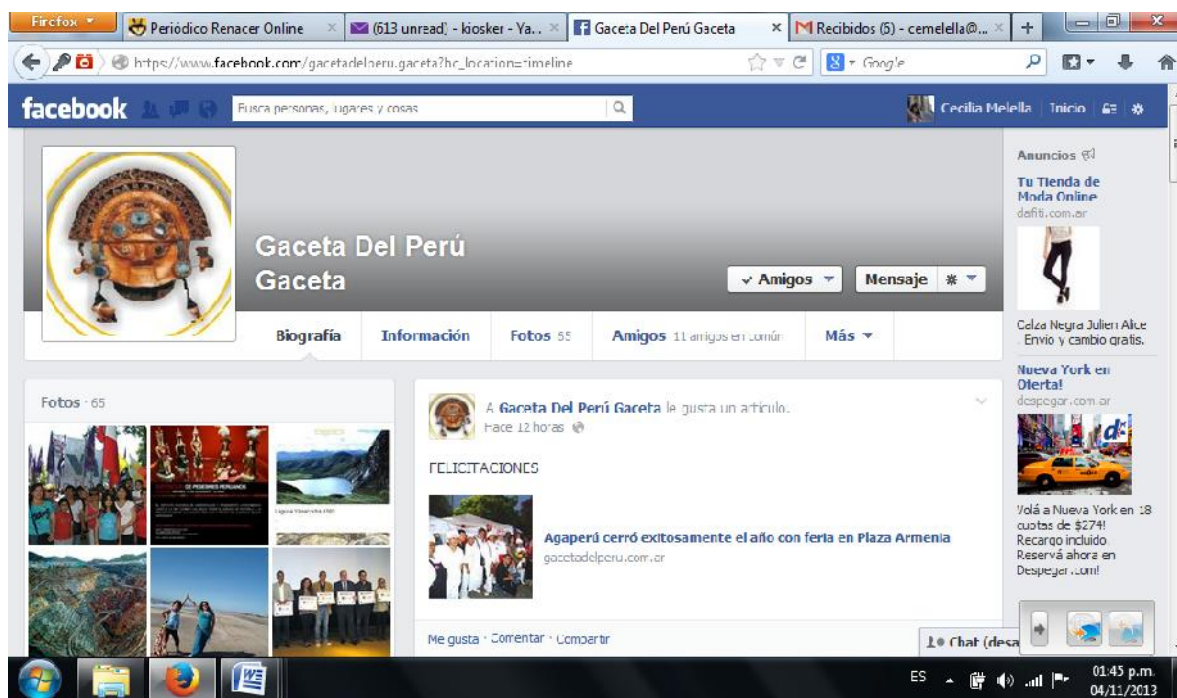 Firefox
Periódico Renacer Online
(613 unread) - kiosker - Ya...
Gaceta Del Perú Gaceta
Recibidos (5) - cemelella@...
https://www.facebook.com/gacetadelperu.gaceta?hc_location=timeline
Google
facebook
Busca personas, lugares y cosas
Cecilia Melella
Inicio
Gaceta Del Perú
Gaceta
Amigos
Mensaje
Biografía
Información
Fotos 55
Amigos 11 amigos en común
Más
Fotos · 65
A Gaceta Del Perú Gaceta le gusta un artículo.
Hace 12 horas
FELICITACIONES
Agaperú cerró exitosamente el año con feria en Plaza Armenia
gacetadelperu.com.ar
Me gusta · Comentar · Compartir
Anuncios
Tu Tienda de
Moda Online
dafiti.com.ar
Calza Negra Julien Alice
. Envio y cambio gratis.
Nueva York en
Oferta!
despegar.com.ar
Volá a Nueva York en 18
cuotas de $274!
Recargo incluido.
Reservá ahora en
Despegar.com!
Chat (desa
ES
01:45 p.m.
04/11/2013